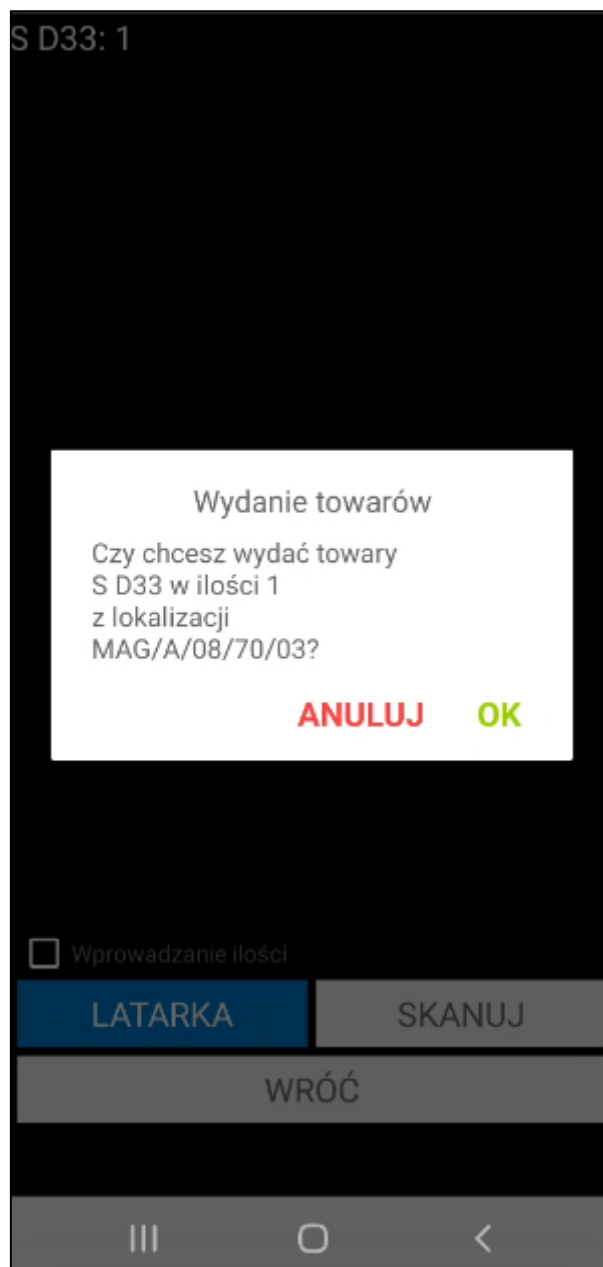 S D33: 1
Wydanie towarów
Czy chcesz wydać towary
S D33 w ilości 1
z lokalizacji
MAG/A/08/70/03?
ANULUJ OK
Wprowadzanie ilości
LATARKA SKANUJ
WRÓĆ